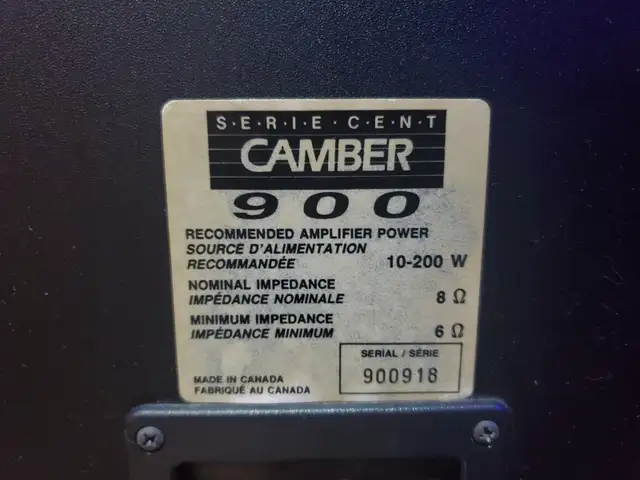 S·E·R·I·E·C·E·N·T
CAMBER
900
RECOMMENDED AMPLIFIER POWER
SOURCE D'ALIMENTATION
RECOMMANDÉE 10-200 W
NOMINAL IMPEDANCE
IMPÉDANCE NOMINALE 8 Ω
MINIMUM IMPEDANCE
IMPÉDANCE MINIMUM 6 Ω
SERIAL / SÉRIE
900918
MADE IN CANADA
FABRIQUÉ AU CANADA